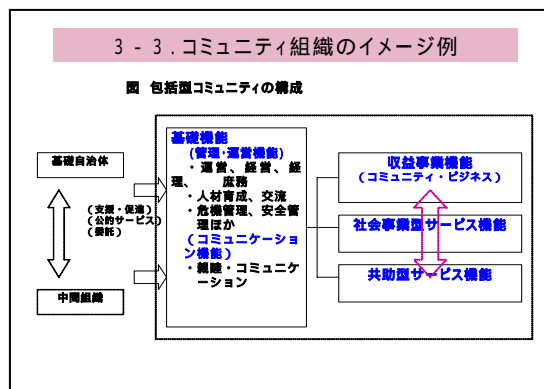 3-3.コミュニティ組織のイメージ例
図 包括型コミュニティの構成
基礎自治体
(支援・促進)
(公的サービス)
(委託)
中間組織
基礎機能
(管理・運営機能)
・運営、経営、経
理、 庶務
・人材育成、交流
・危機管理、安全管
理ほか
(コミュニケーショ
ン機能)
・親睦・コミュニケ
ーション
収益事業機能
(コミュニティ・ビジネス)
社会事業型サービス機能
共助型サービス機能